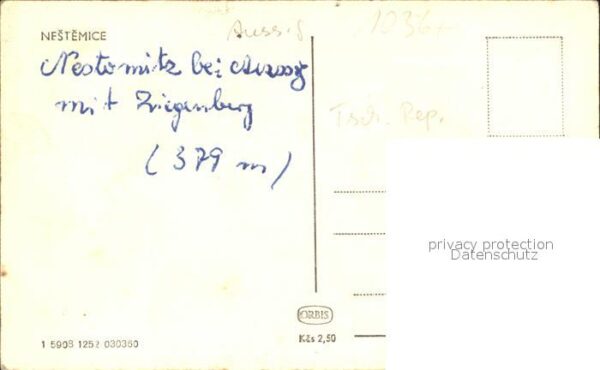 NEŠTĚMICE
Aussig
1036
Nestomitz bei Aussig
mit Ziegenberg
(379 m)
Tsch. Rep.
privacy protection
Datenschutz
ORBIS
Kčs 2,50
1 5908 1252 030360